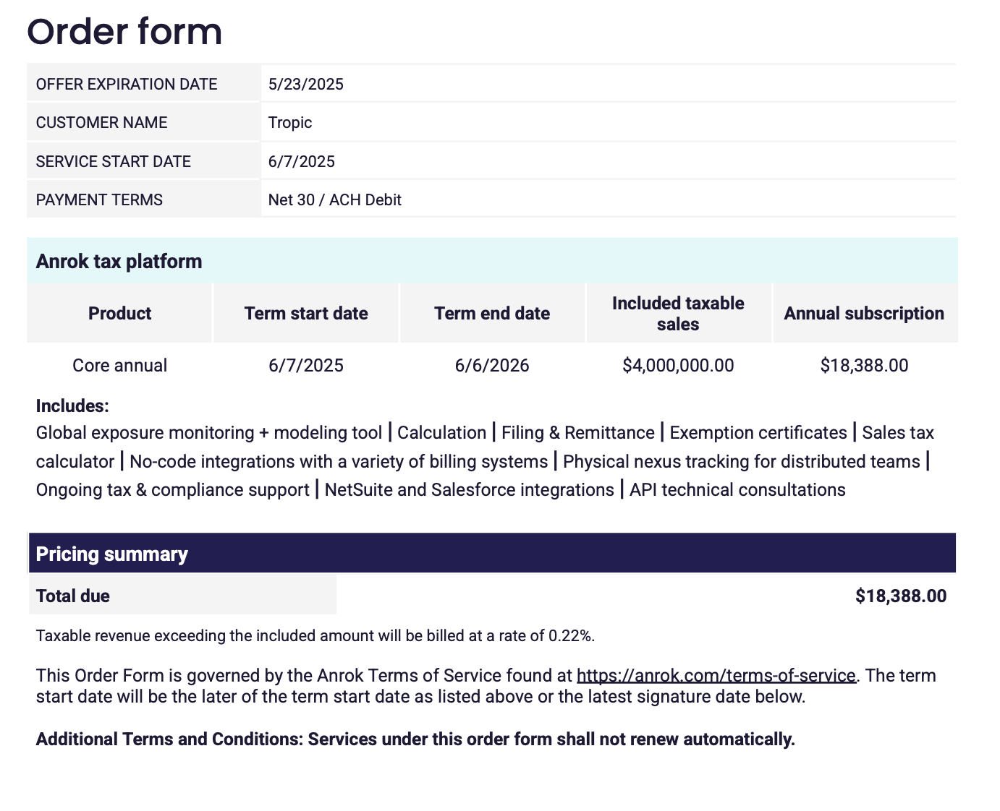 Order form
OFFER EXPIRATION DATE 5/23/2025
CUSTOMER NAME Tropic
SERVICE START DATE 6/7/2025
PAYMENT TERMS Net 30 / ACH Debit
Anrok tax platform
Product Term start date Term end date Included taxable sales Annual subscription
Core annual 6/7/2025 6/6/2026 $4,000,000.00 $18,388.00
Includes:
Global exposure monitoring + modeling tool | Calculation | Filing & Remittance | Exemption certificates | Sales tax
calculator | No-code integrations with a variety of billing systems | Physical nexus tracking for distributed teams |
Ongoing tax & compliance support | NetSuite and Salesforce integrations | API technical consultations
Pricing summary
Total due $18,388.00
Taxable revenue exceeding the included amount will be billed at a rate of 0.22%.
This Order Form is governed by the Anrok Terms of Service found at https://anrok.com/terms-of-service. The term
start date will be the later of the term start date as listed above or the latest signature date below.
Additional Terms and Conditions: Services under this order form shall not renew automatically.